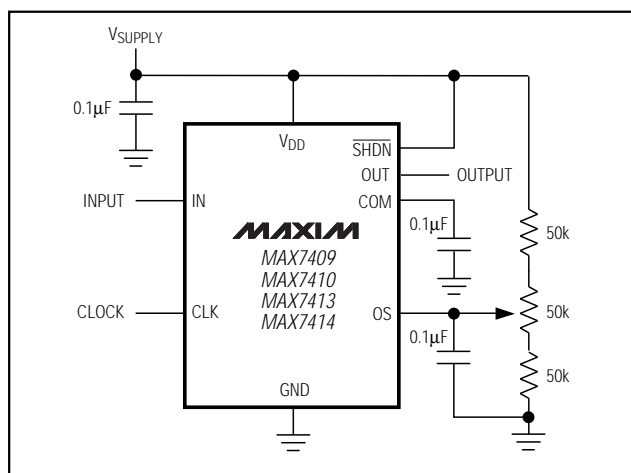 VSUPPLY
0.1μF
VDD
SHDN
OUT
OUTPUT
INPUT
IN
COM
0.1μF
50k
MAXIM
MAX7409
MAX7410
MAX7413
MAX7414
CLOCK
CLK
OS
50k
0.1μF
50k
GND